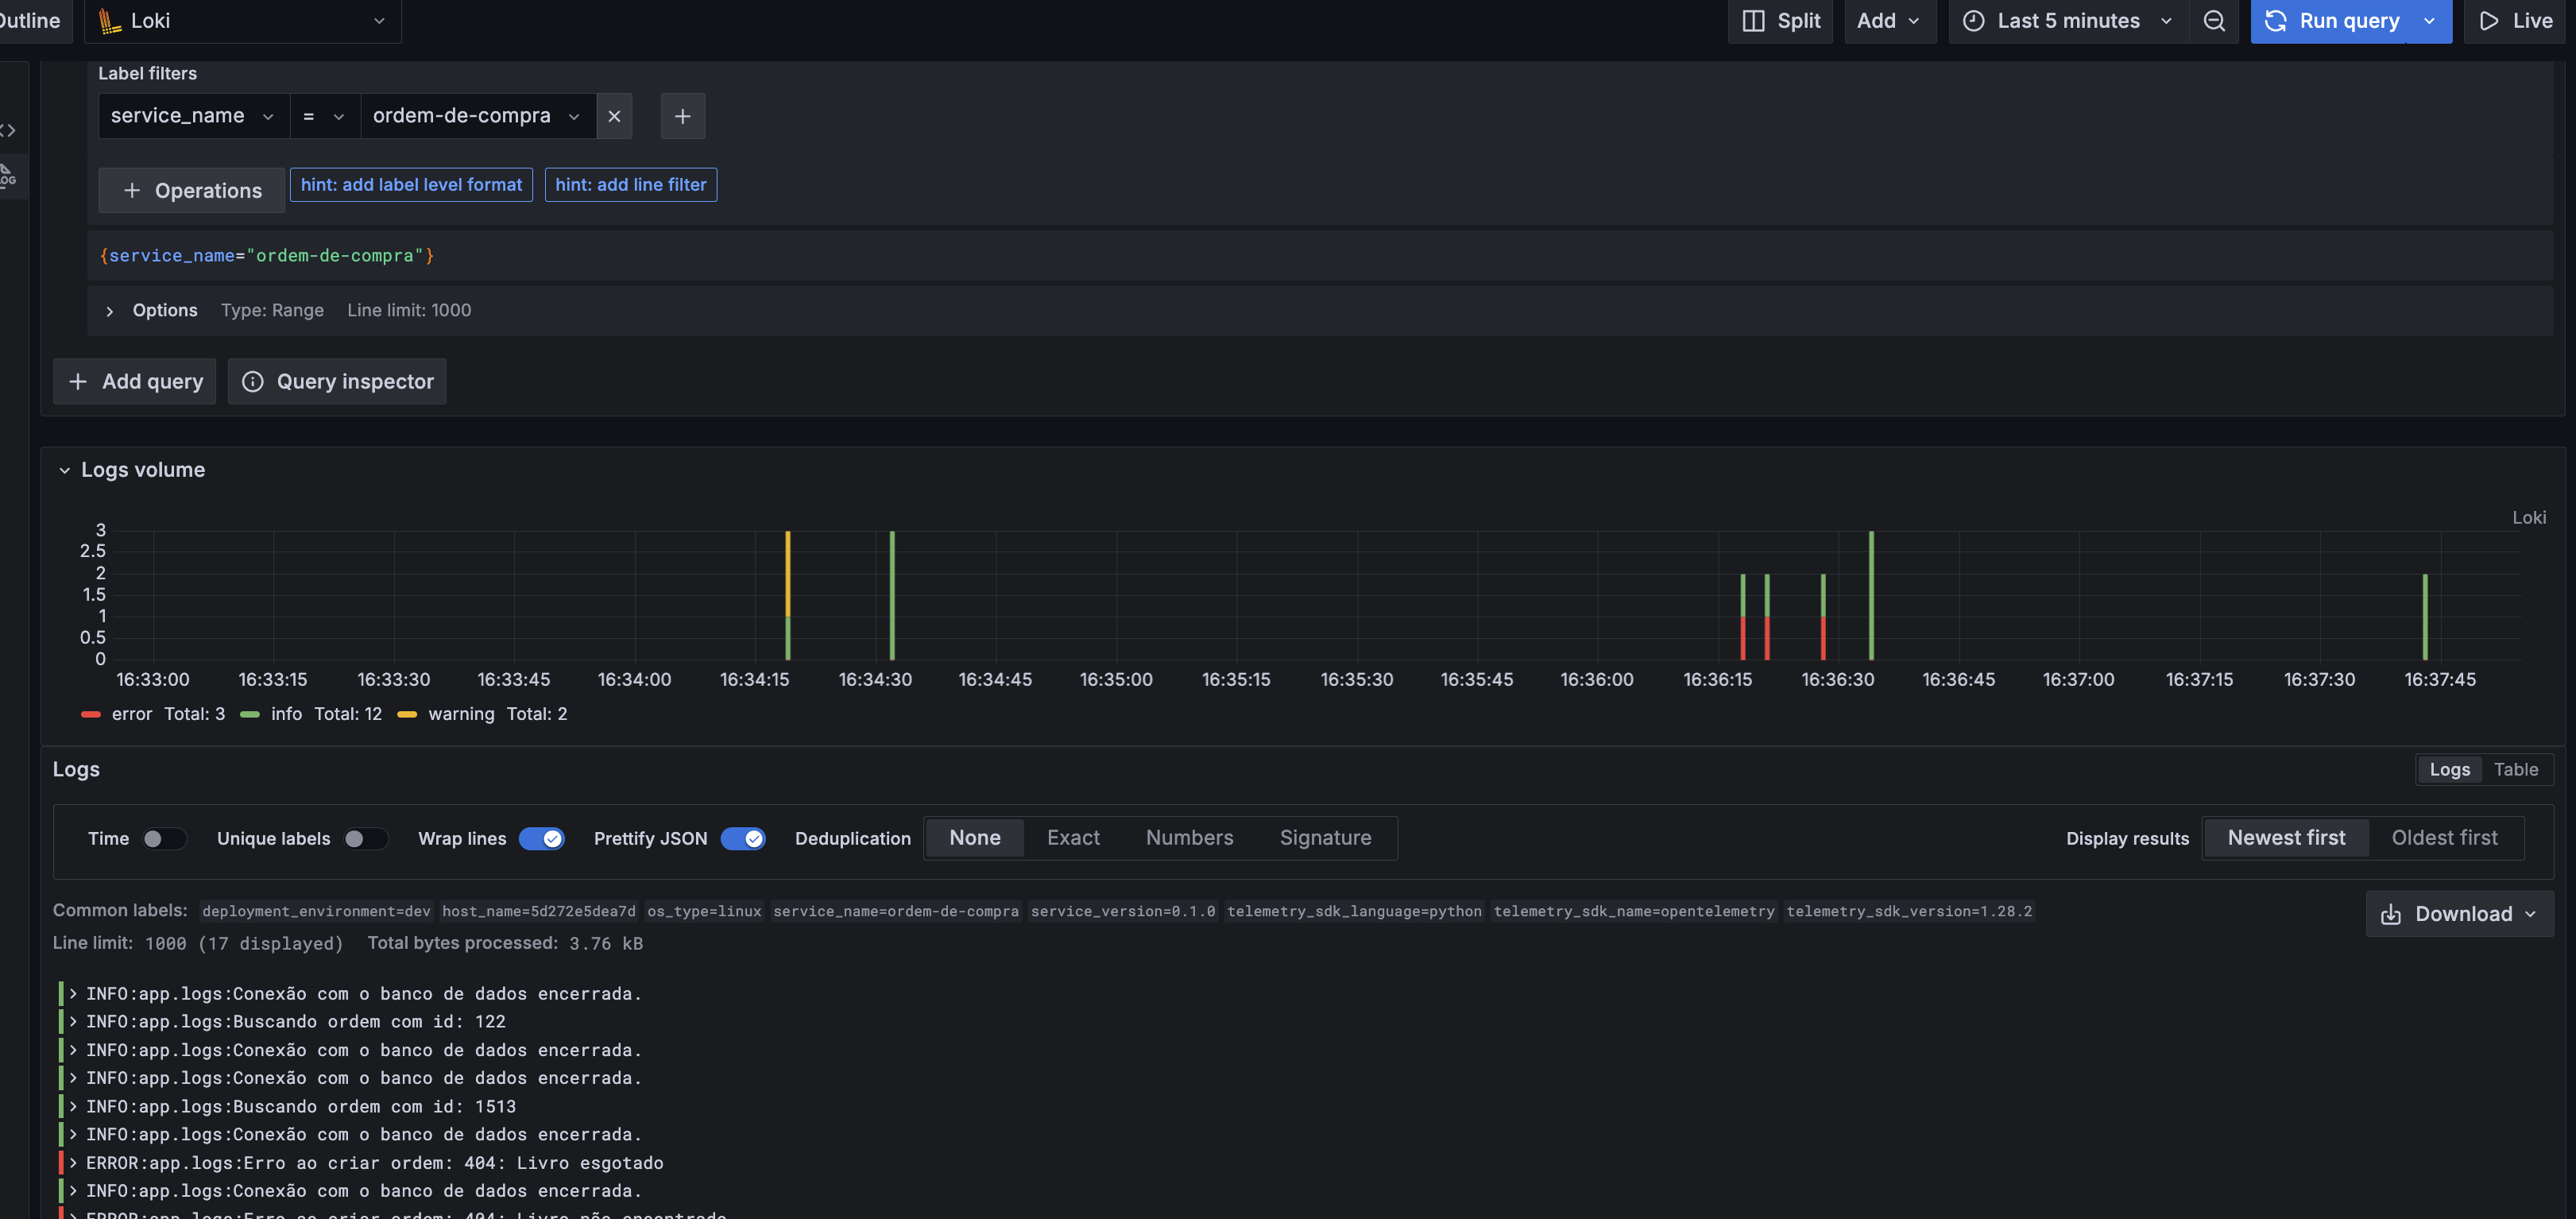 Outline Loki Split Add Last 5 minutes Run query Live
Label filters
service_name = ordem-de-compra
Operations hint: add label level format hint: add line filter
{service_name="ordem-de-compra"}
Options Type: Range Line limit: 1000
Add query Query inspector
Logs volume
Loki
3
2.5
2
1.5
1
0.5
0
16:33:00 16:33:15 16:33:30 16:33:45 16:34:00 16:34:15 16:34:30 16:34:45 16:35:00 16:35:15 16:35:30 16:35:45 16:36:00 16:36:15 16:36:30 16:36:45 16:37:00 16:37:15 16:37:30 16:37:45
error Total: 3 info Total: 12 warning Total: 2
Logs Logs Table
Time Unique labels Wrap lines Prettify JSON Deduplication None Exact Numbers Signature Display results Newest first Oldest first
Common labels: deployment_environment=dev host_name=5d272e5dea7d os_type=linux service_name=ordem-de-compra service_version=0.1.0 telemetry_sdk_language=python telemetry_sdk_name=opentelemetry telemetry_sdk_version=1.28.2 Download
Line limit: 1000 (17 displayed) Total bytes processed: 3.76 kB
INFO:app.logs:Conexão com o banco de dados encerrada.
INFO:app.logs:Buscando ordem com id: 122
INFO:app.logs:Conexão com o banco de dados encerrada.
INFO:app.logs:Conexão com o banco de dados encerrada.
INFO:app.logs:Buscando ordem com id: 1513
INFO:app.logs:Conexão com o banco de dados encerrada.
ERROR:app.logs:Erro ao criar ordem: 404: Livro esgotado
INFO:app.logs:Conexão com o banco de dados encerrada.
ERROR:app.logs:Erro ao criar ordem: 404: Livro não encontrado